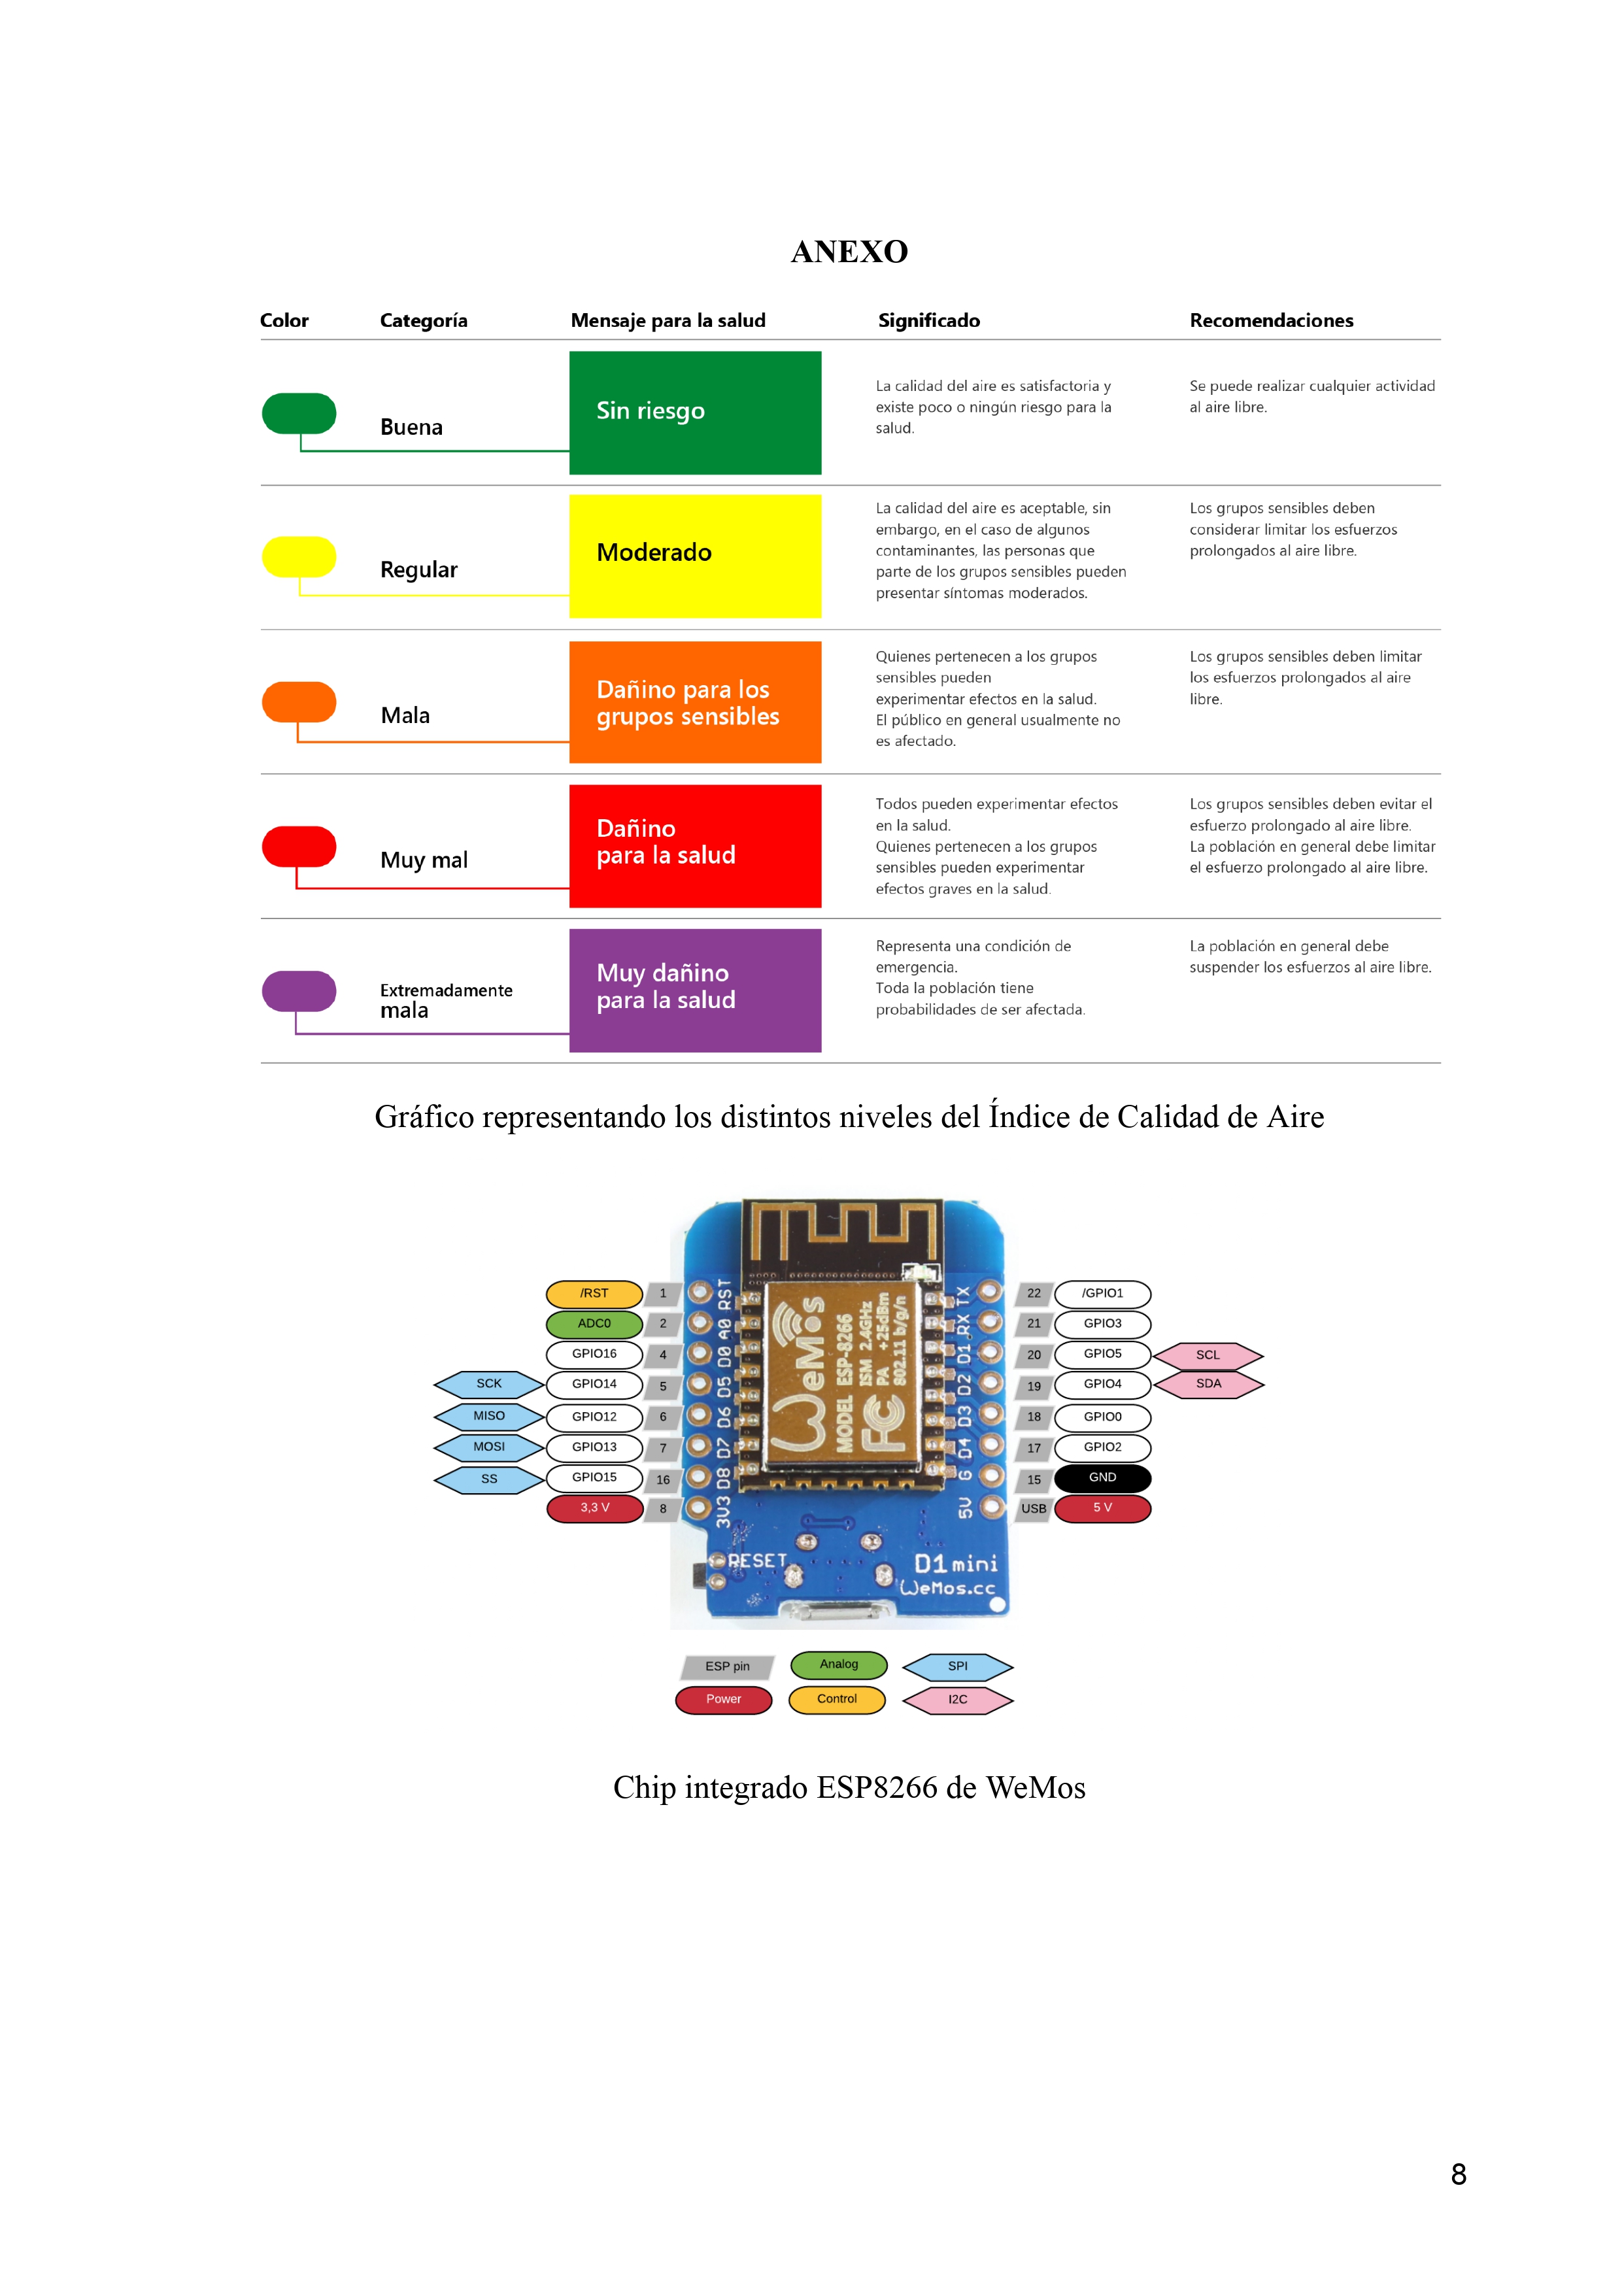 ANEXO
Color Categoría Mensaje para la salud Significado Recomendaciones
Buena
Sin riesgo
La calidad del aire es satisfactoria y
existe poco o ningún riesgo para la
salud.
Se puede realizar cualquier actividad
al aire libre.
Regular
Moderado
La calidad del aire es aceptable, sin
embargo, en el caso de algunos
contaminantes, las personas que
parte de los grupos sensibles pueden
presentar síntomas moderados.
Los grupos sensibles deben
considerar limitar los esfuerzos
prolongados al aire libre.
Mala
Dañino para los
grupos sensibles
Quienes pertenecen a los grupos
sensibles pueden
experimentar efectos en la salud.
El público en general usualmente no
es afectado.
Los grupos sensibles deben limitar
los esfuerzos prolongados al aire
libre.
Muy mal
Dañino
para la salud
Todos pueden experimentar efectos
en la salud.
Quienes pertenecen a los grupos
sensibles pueden experimentar
efectos graves en la salud.
Los grupos sensibles deben evitar el
esfuerzo prolongado al aire libre.
La población en general debe limitar
el esfuerzo prolongado al aire libre.
Extremadamente
mala
Muy dañino
para la salud
Representa una condición de
emergencia.
Toda la población tiene
probabilidades de ser afectada.
La población en general debe
suspender los esfuerzos al aire libre.
Gráfico representando los distintos niveles del Índice de Calidad de Aire
/RST 1 RST TX 22 /GPIO1
ADC0 2 A0 RX 21 GPIO3
GPIO16 4 D0 D1 20 GPIO5 SCL
SCK GPIO14 5 D5 D2 19 GPIO4 SDA
MISO GPIO12 6 D6 D3 18 GPIO0
MOSI GPIO13 7 D7 D4 17 GPIO2
SS GPIO15 16 D8 G 15 GND
3,3 V 8 3V3 5V USB 5 V
WeMos
MODEL ESP-8266
ISM 2.4GHz
PA +25dBm
802.11 b/g/n
FC
RESET
D1 mini
WeMos.cc
ESP pin Analog SPI
Power Control I2C
Chip integrado ESP8266 de WeMos
8